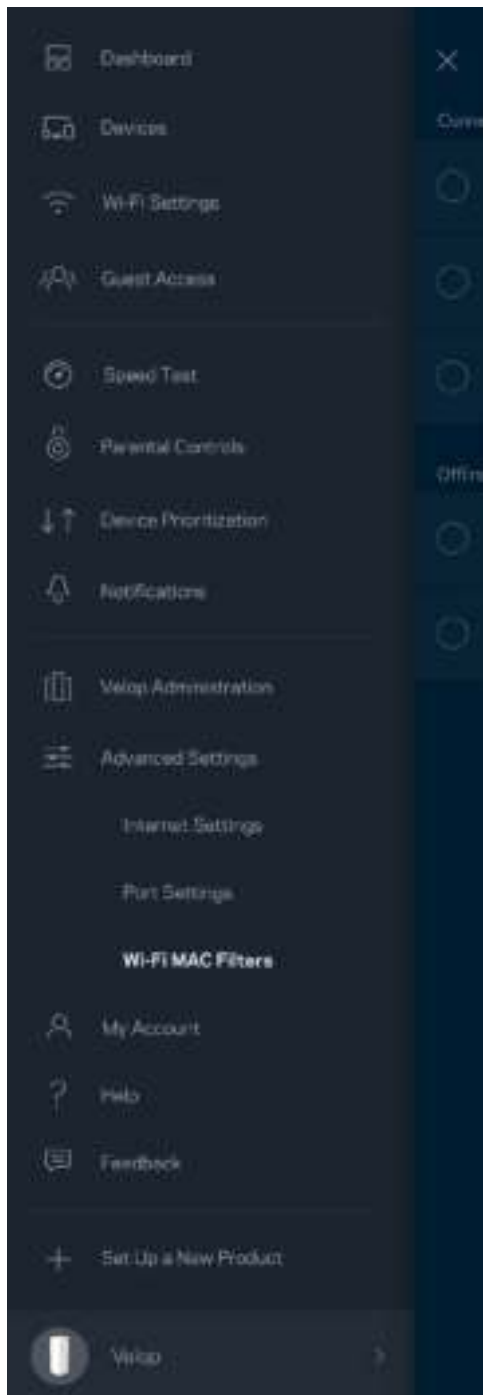 Dashboard
Devices
Wi-Fi Settings
Guest Access
Speed Test
Parental Controls
Device Prioritization
Notifications
Velop Administration
Advanced Settings
Internet Settings
Port Settings
Wi-Fi MAC Filters
My Account
Help
Feedback
Set Up a New Product
Velop